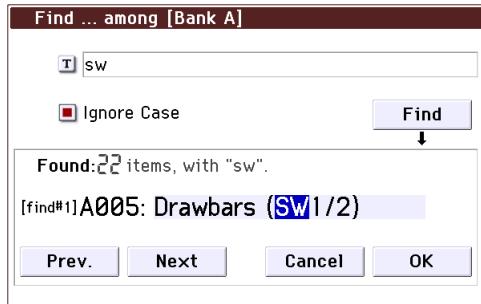 Find ... among [Bank A]
T sw
Ignore Case
Find
Found:22 items, with "sw".
[find#1]A005: Drawbars (SW1/2)
Prev. Next Cancel OK